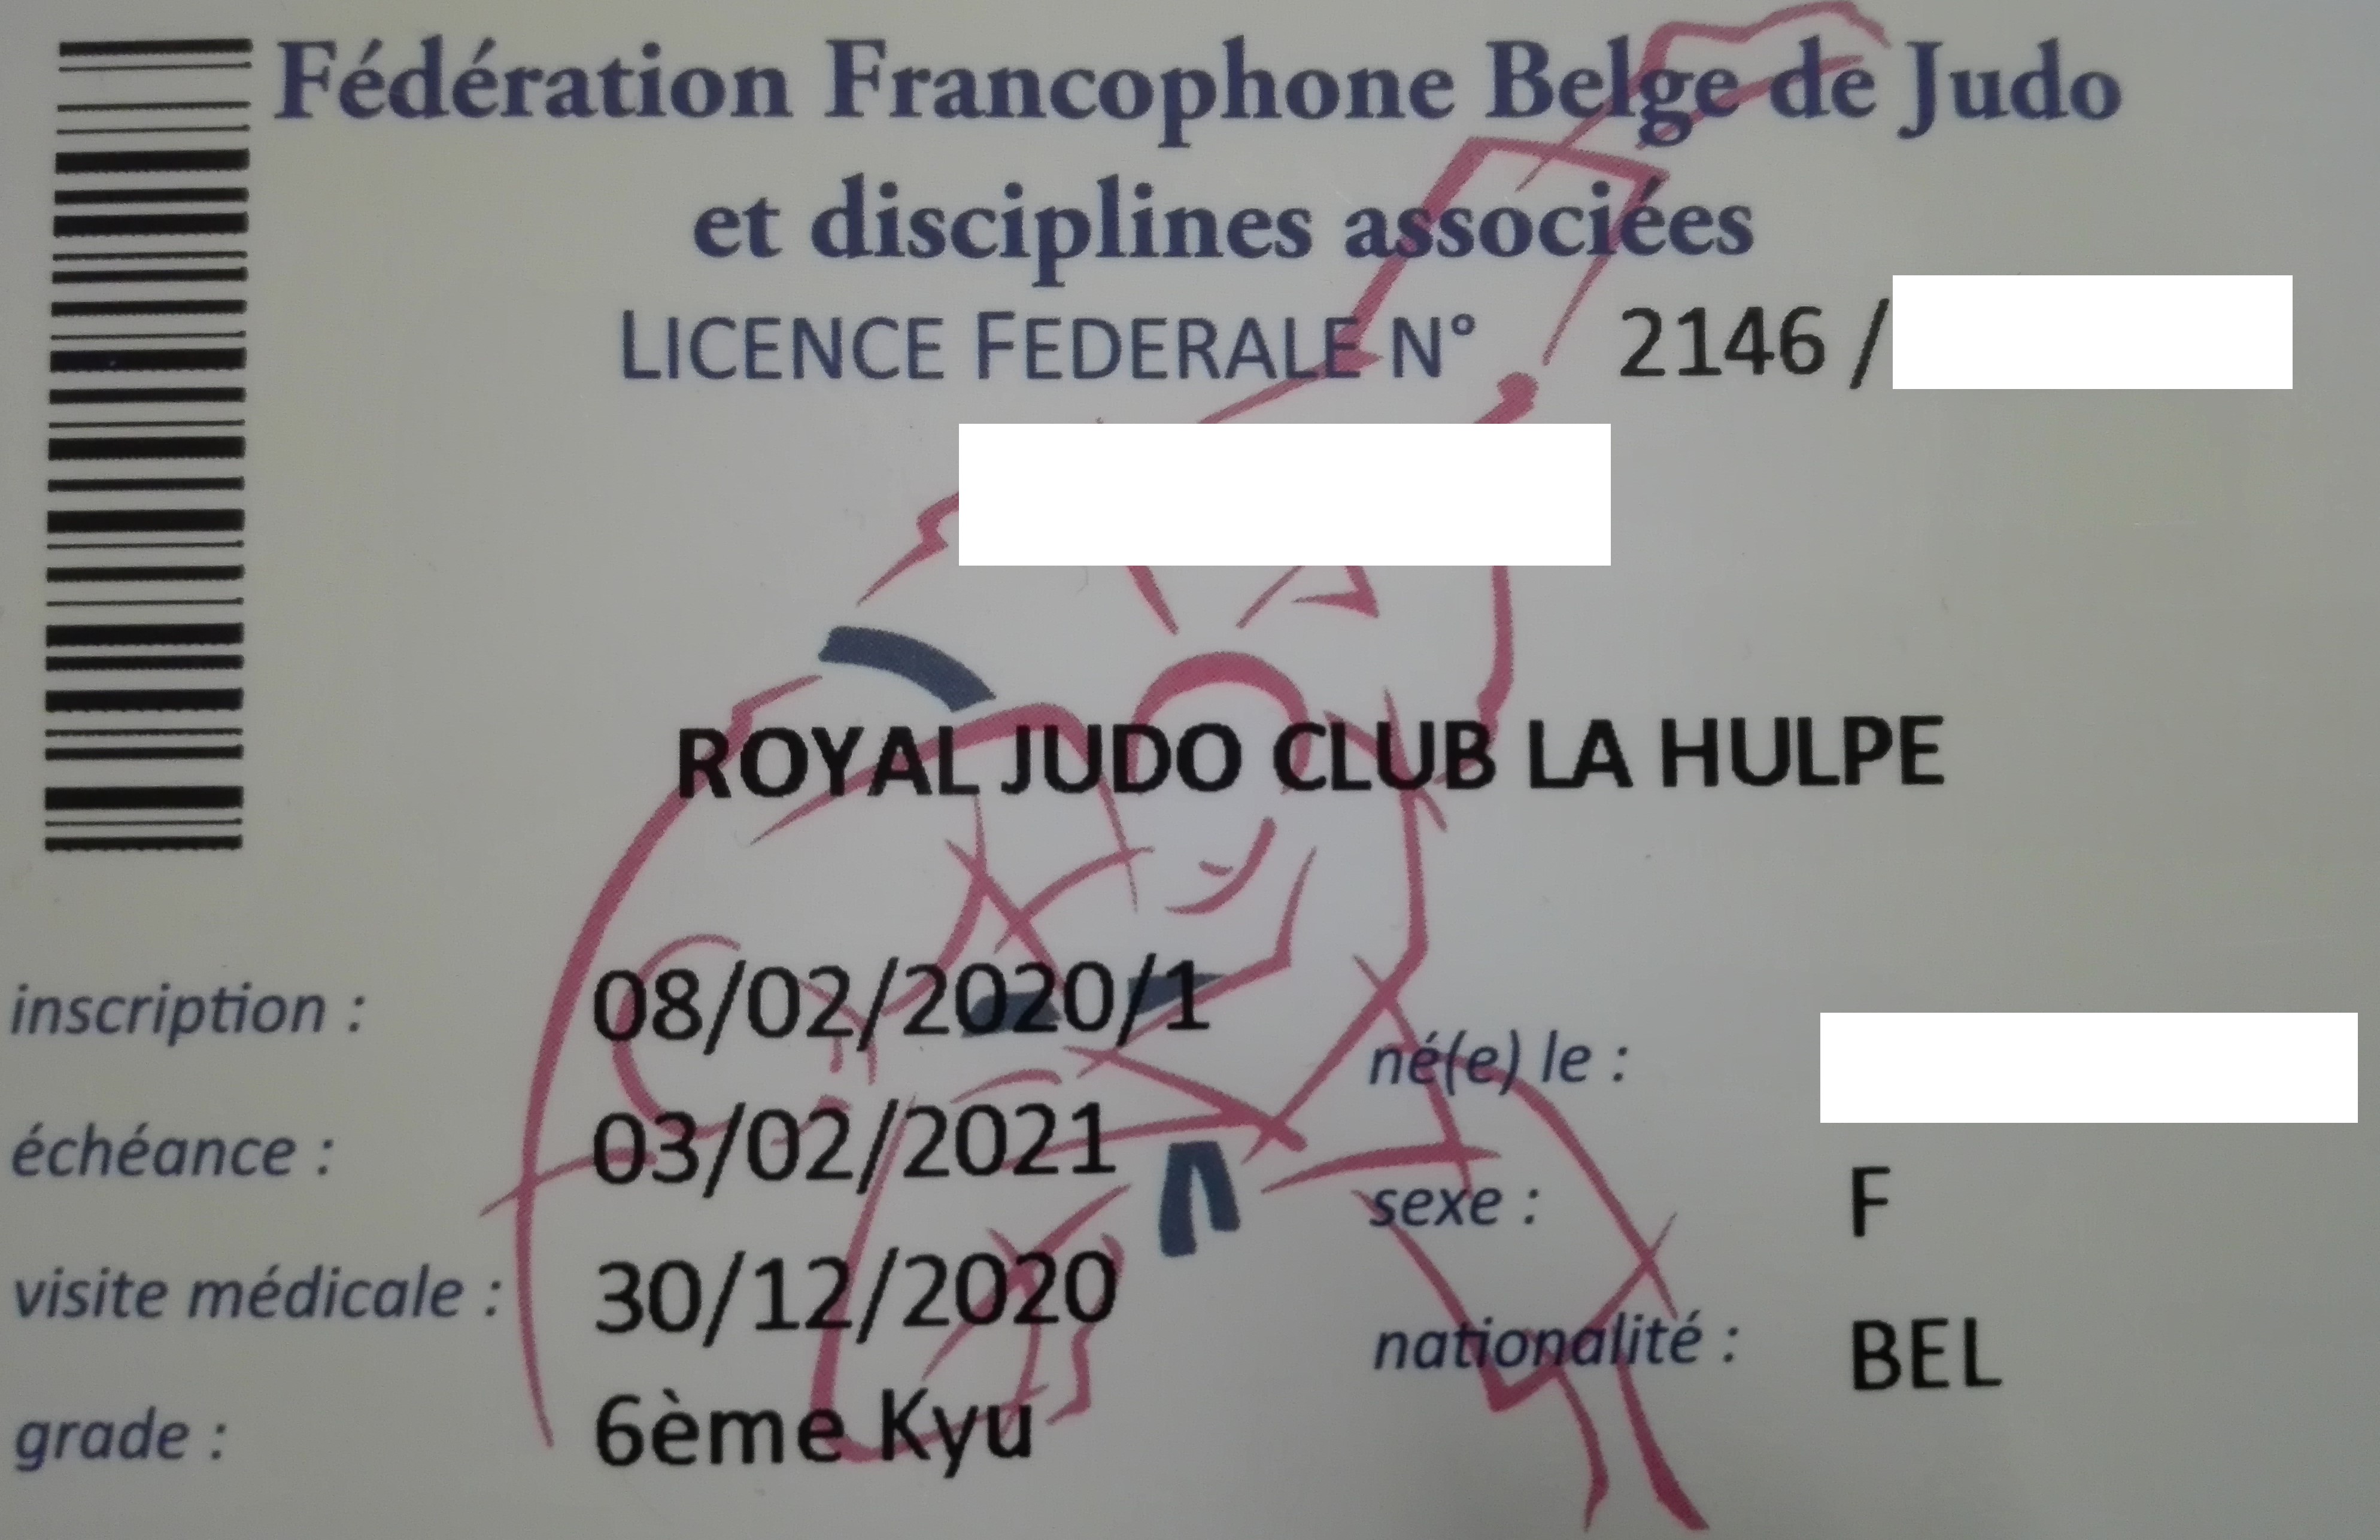 Fédération Francophone Belge de Judo
et disciplines associées
LICENCE FEDERALE N° 2146 /
ROYAL JUDO CLUB LA HULPE
inscription : 08/02/2020/1
échéance : 03/02/2021
visite médicale : 30/12/2020
grade : 6ème Kyu
né(e) le :
sexe : F
nationalité : BEL